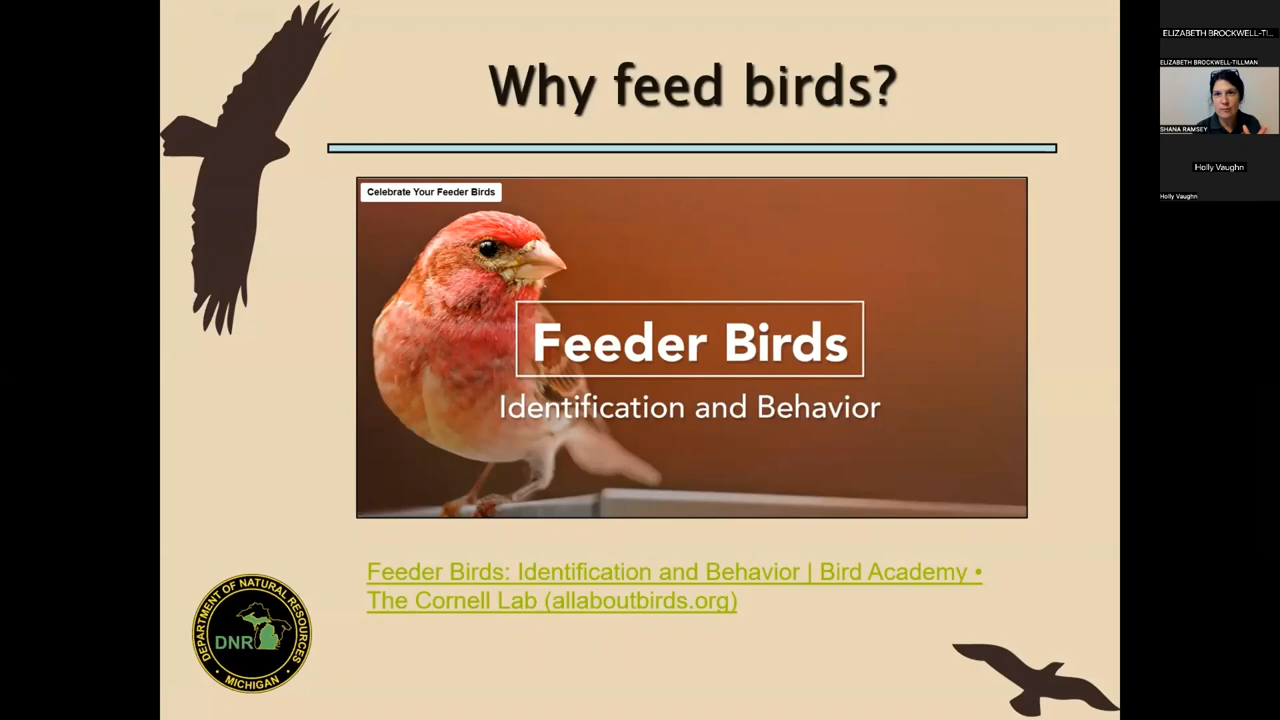 Why feed birds?
Celebrate Your Feeder Birds
Feeder Birds
Identification and Behavior
Feeder Birds: Identification and Behavior | Bird Academy •
The Cornell Lab (allaboutbirds.org)
DEPARTMENT OF NATURAL RESOURCES
DNR
• MICHIGAN •
ELIZABETH BROCKWELL-TI...
ELIZABETH BROCKWELL-TILLMAN
SHANA RAMSEY
Holly Vaughn
Holly Vaughn